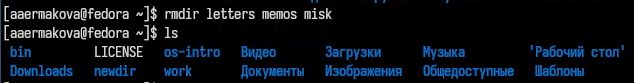 [aaermakova@fedora ~]$ rmdir letters memos misk
[aaermakova@fedora ~]$ ls
bin LICENSE os-intro Видео Загрузки Музыка 'Рабочий стол'
Downloads newdir work Документы Изображения Общедоступные Шаблоны